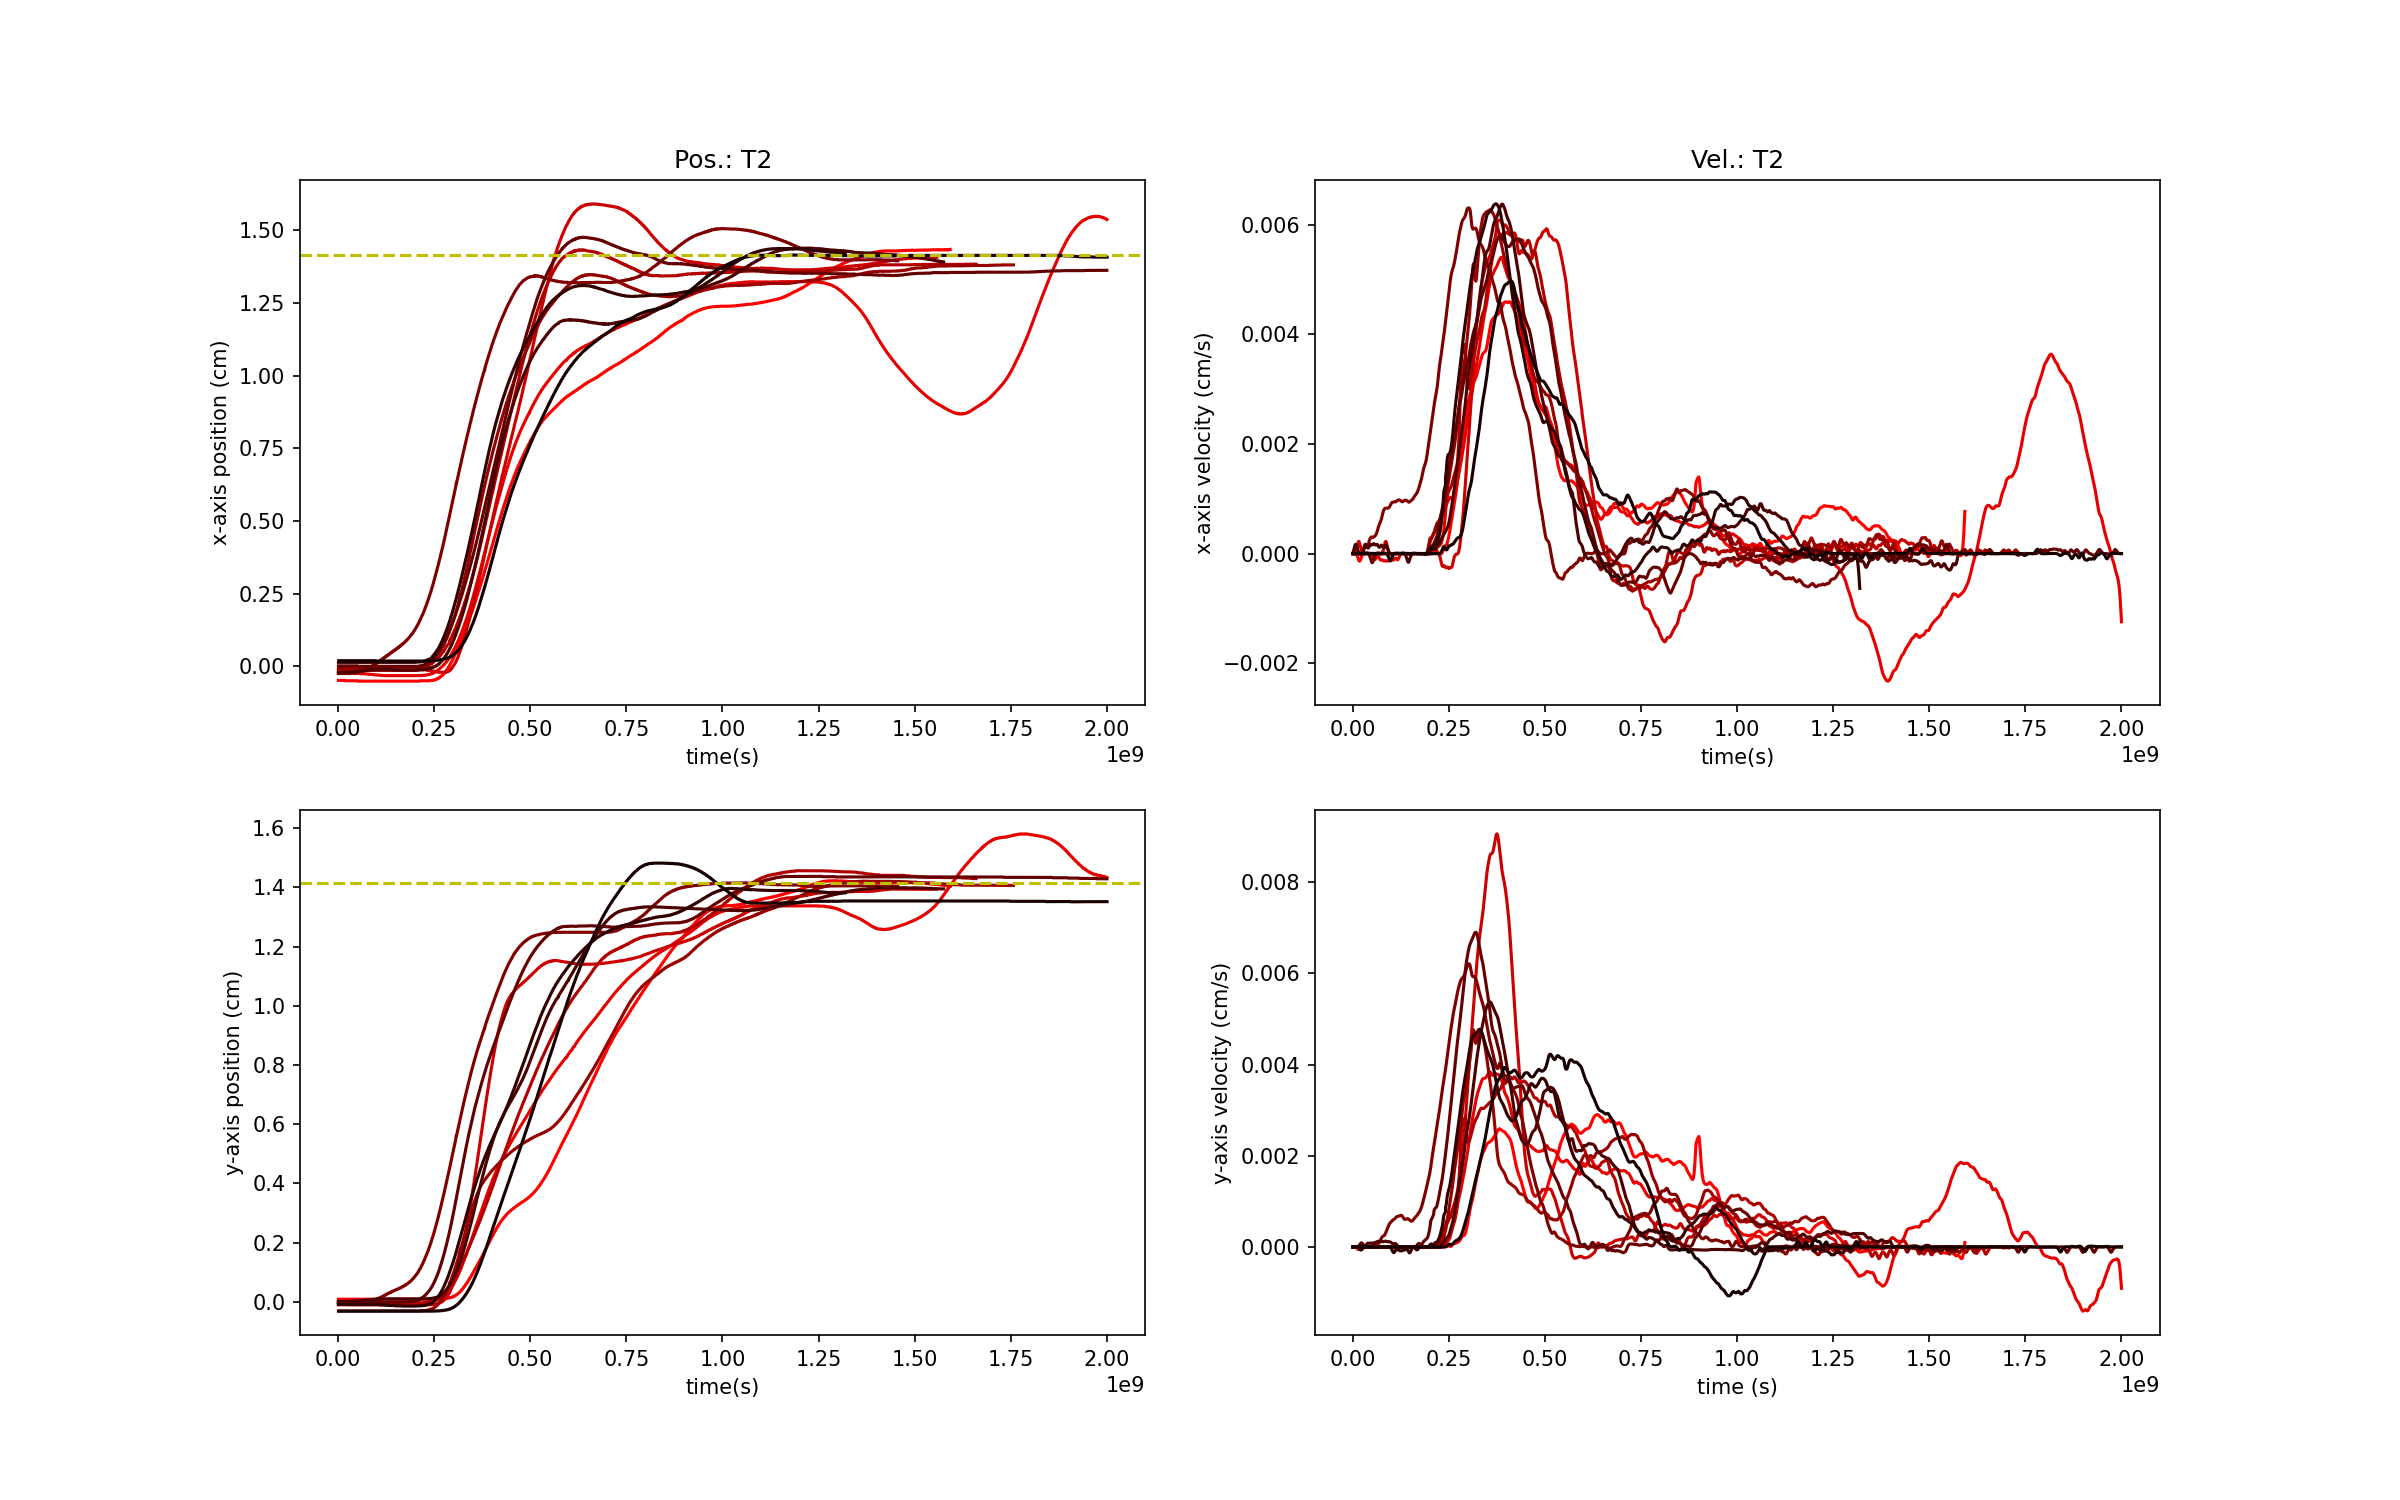 Pos.: T2
Vel.: T2
x-axis position (cm)
1.50
1.25
1.00
0.75
0.50
0.25
0.00
0.00 0.25 0.50 0.75 1.00 1.25 1.50 1.75 2.00
time(s)
1e9
x-axis velocity (cm/s)
0.006
0.004
0.002
0.000
−0.002
0.00 0.25 0.50 0.75 1.00 1.25 1.50 1.75 2.00
time(s)
1e9
y-axis position (cm)
1.6
1.4
1.2
1.0
0.8
0.6
0.4
0.2
0.0
0.00 0.25 0.50 0.75 1.00 1.25 1.50 1.75 2.00
time(s)
1e9
y-axis velocity (cm/s)
0.008
0.006
0.004
0.002
0.000
0.00 0.25 0.50 0.75 1.00 1.25 1.50 1.75 2.00
time (s)
1e9